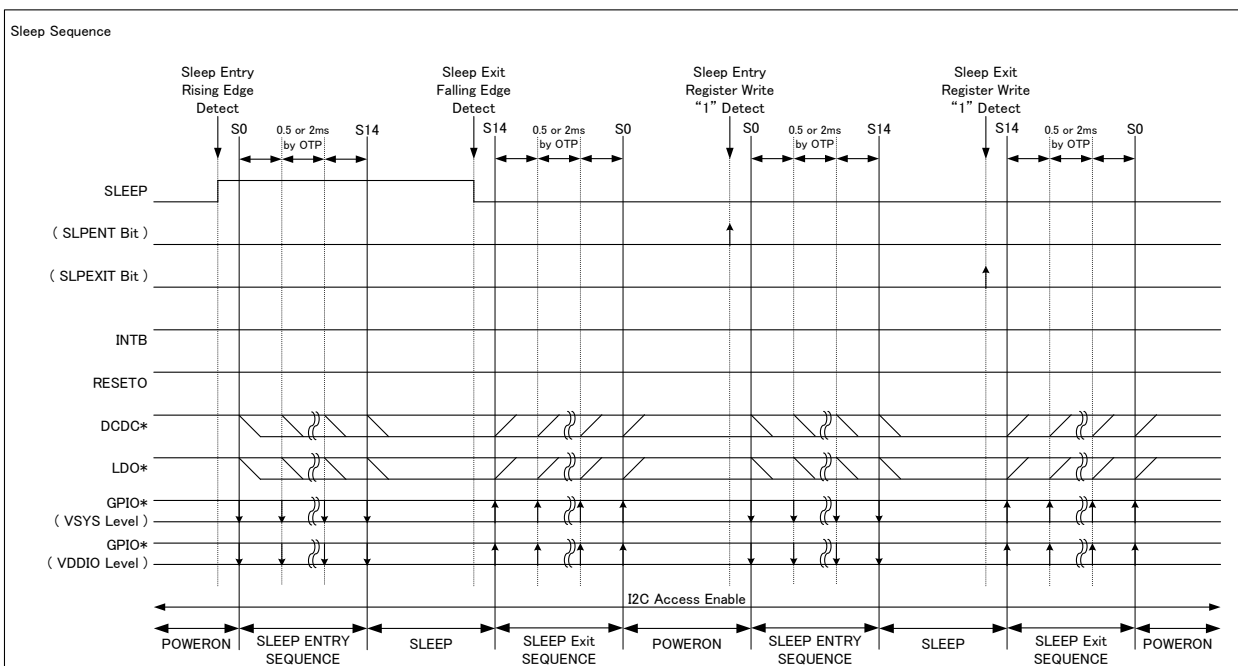 Sleep Sequence
Sleep Entry
Rising Edge
Detect
Sleep Exit
Falling Edge
Detect
Sleep Entry
Register Write
“1” Detect
Sleep Exit
Register Write
“1” Detect
S0
0.5 or 2ms
by OTP
S14
S14
0.5 or 2ms
by OTP
S0
S0
0.5 or 2ms
by OTP
S14
S14
0.5 or 2ms
by OTP
S0
SLEEP
( SLPENT Bit )
( SLPEXIT Bit )
INTB
RESETO
DCDC*
LDO*
GPIO*
( VSYS Level )
GPIO*
( VDDIO Level )
I2C Access Enable
POWERON
SLEEP ENTRY
SEQUENCE
SLEEP
SLEEP Exit
SEQUENCE
POWERON
SLEEP ENTRY
SEQUENCE
SLEEP
SLEEP Exit
SEQUENCE
POWERON